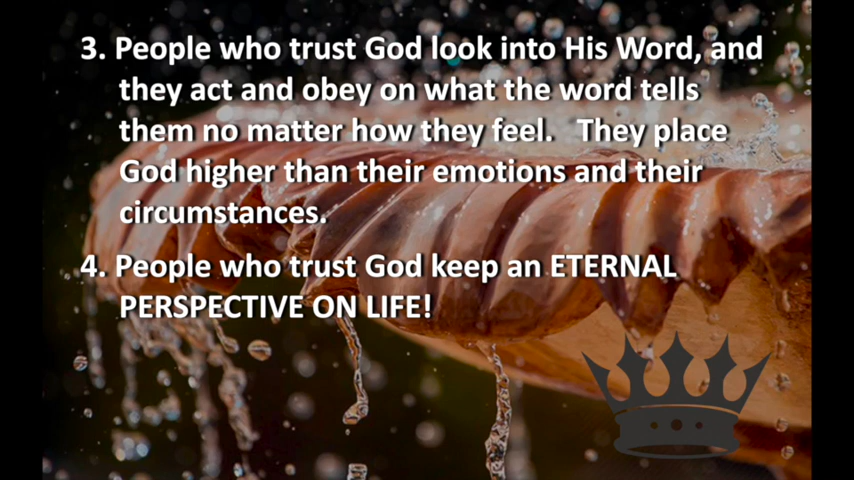 3. People who trust God look into His Word, and
they act and obey on what the word tells
them no matter how they feel.   They place
God higher than their emotions and their
circumstances.
4. People who trust God keep an ETERNAL
PERSPECTIVE ON LIFE!